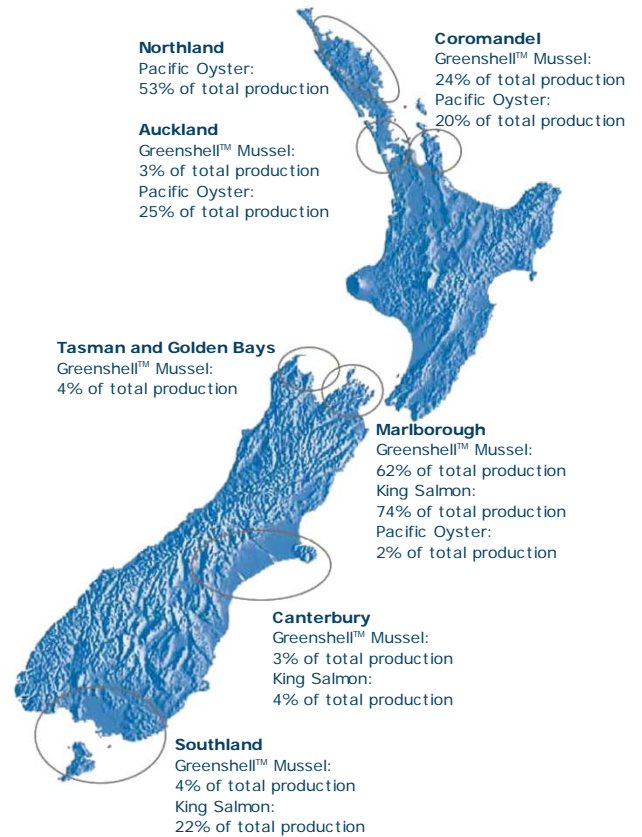 Northland
Pacific Oyster:
53% of total production
Auckland
Greenshell™ Mussel:
3% of total production
Pacific Oyster:
25% of total production
Coromandel
Greenshell™ Mussel:
24% of total production
Pacific Oyster:
20% of total production
Tasman and Golden Bays
Greenshell™ Mussel:
4% of total production
Marlborough
Greenshell™ Mussel:
62% of total production
King Salmon:
74% of total production
Pacific Oyster:
2% of total production
Canterbury
Greenshell™ Mussel:
3% of total production
King Salmon:
4% of total production
Southland
Greenshell™ Mussel:
4% of total production
King Salmon:
22% of total production